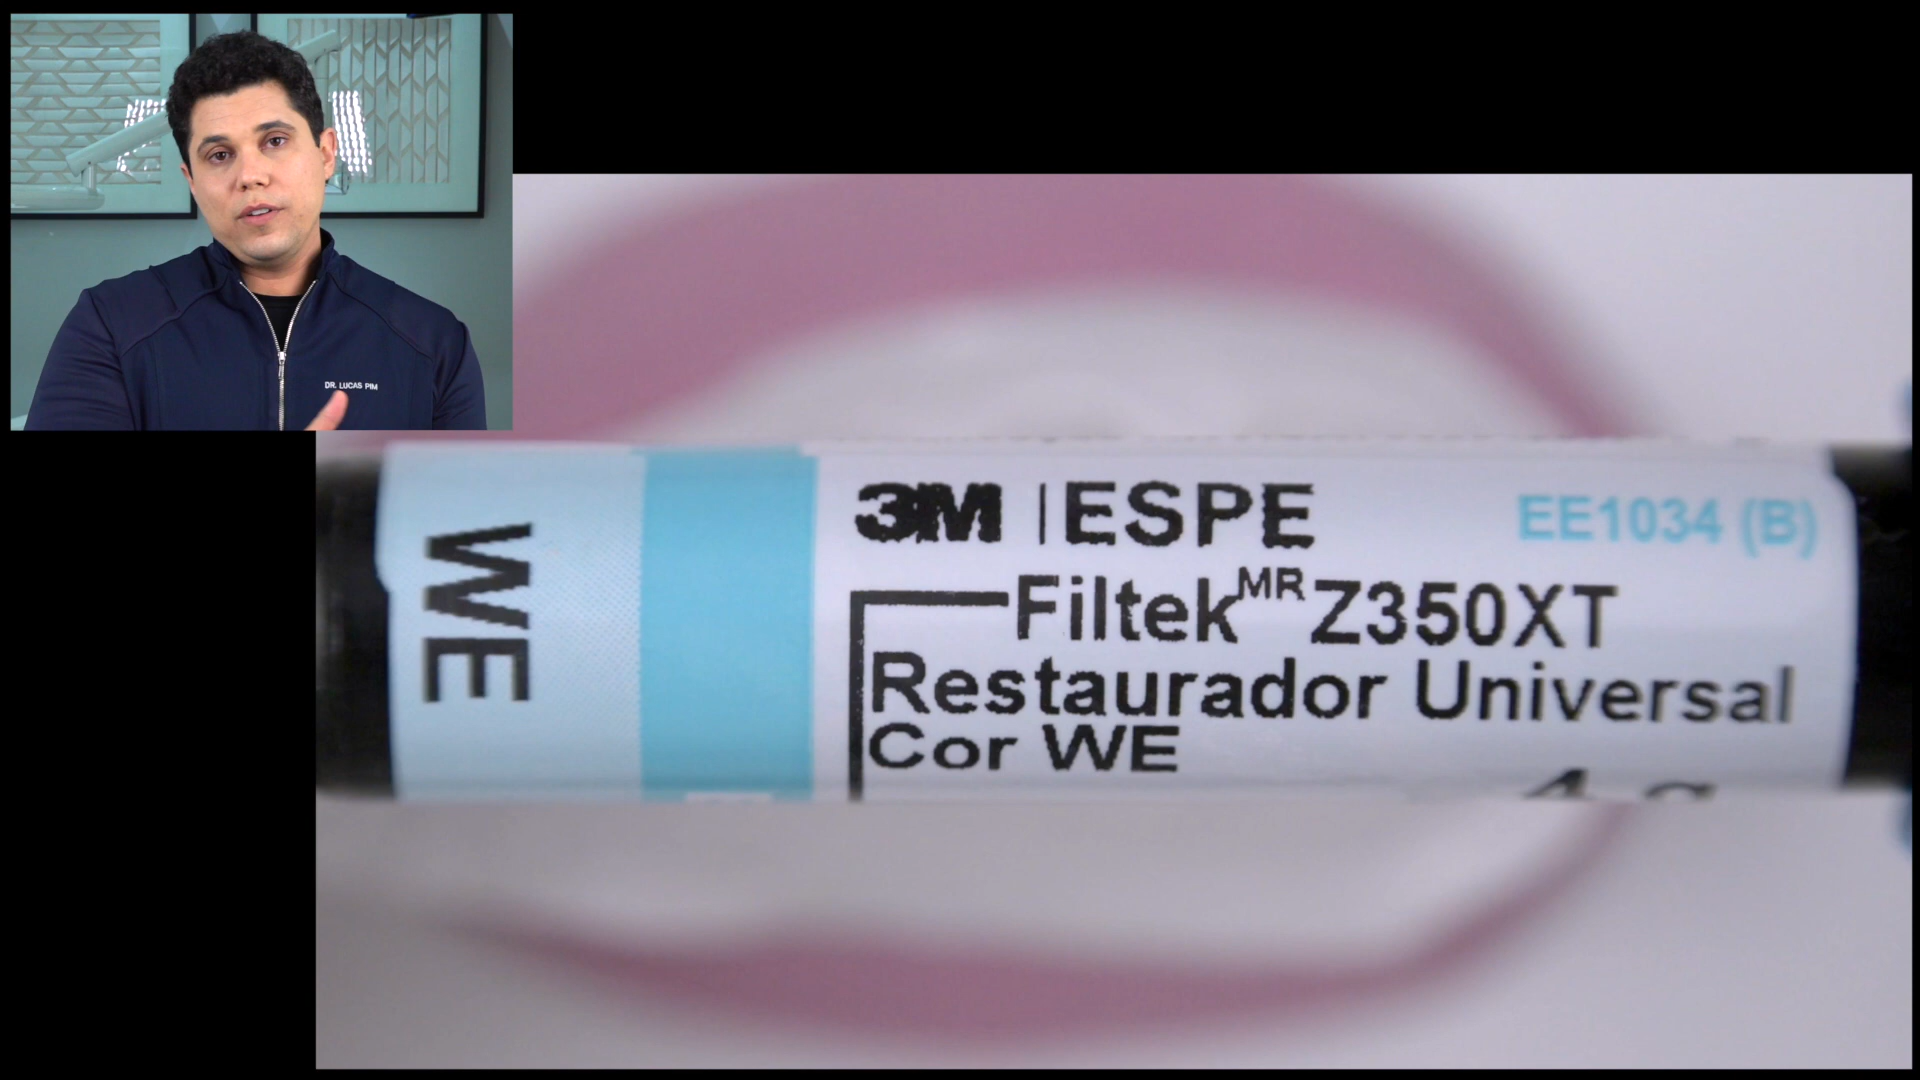 DR. LUCAS PIM
WE
3M | ESPE
EE1034 (B)
Filtek MR Z350XT
Restaurador Universal
Cor WE